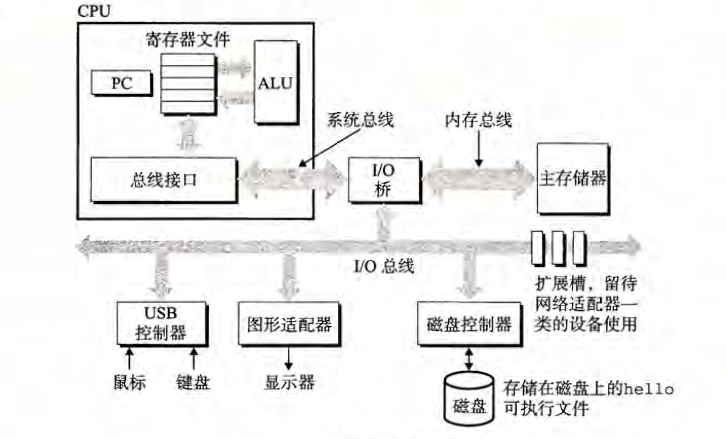 CPU
寄存器文件
PC
ALU
系统总线
内存总线
总线接口
I/O
桥
主存储器
I/O 总线
扩展槽，留待
网络适配器一
类的设备使用
USB
控制器
图形适配器
磁盘控制器
鼠标
键盘
显示器
磁盘
存储在磁盘上的hello
可执行文件